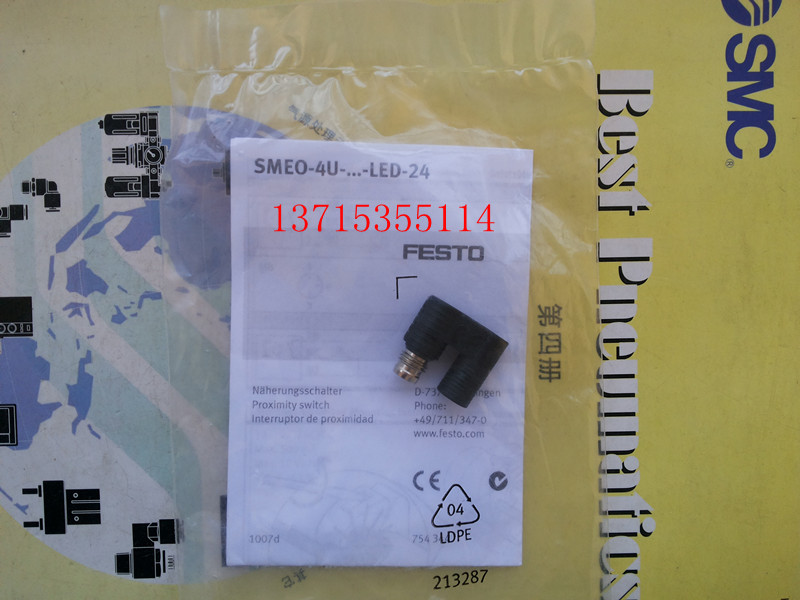 SMC
Best Pneumatics
第四册
SMEO-4U-...-LED-24
13715355114
FESTO
Näherungsschalter
Proximity switch
Interruptor de proximidad
Phone:
+49/711/347-0
www.festo.com
CE
04
LDPE
1007d
754
213287